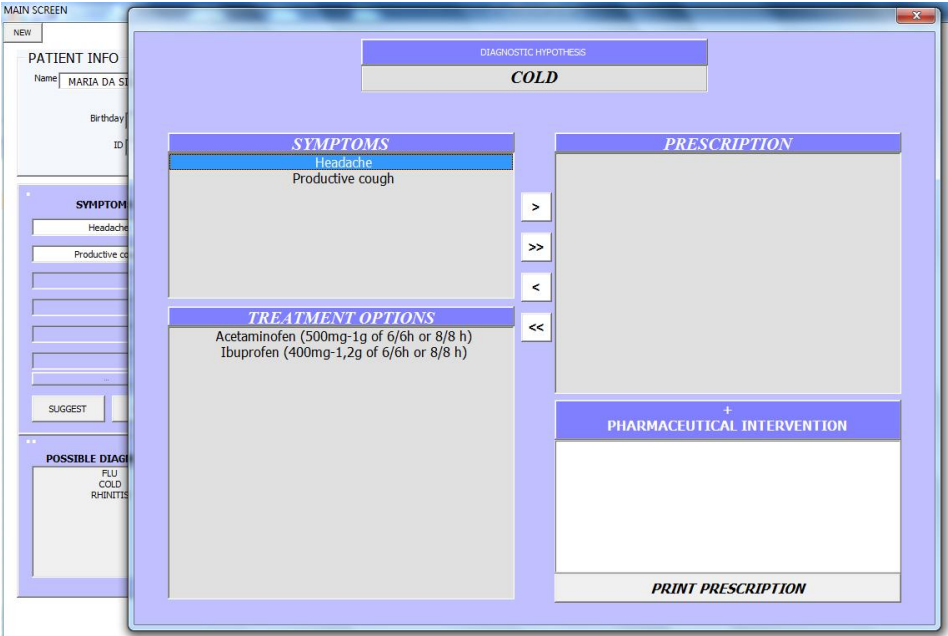 MAIN SCREEN
NEW
PATIENT INFO
Name MARIA DA SI
Birthday
ID
SYMPTOM
Headache
Productive co
...
SUGGEST
POSSIBLE DIAG
FLU
COLD
RHINITIS
x
DIAGNOSTIC HYPOTHESIS
COLD
SYMPTOMS
Headache
Productive cough
TREATMENT OPTIONS
Acetaminofen (500mg-1g of 6/6h or 8/8 h)
Ibuprofen (400mg-1,2g of 6/6h or 8/8 h)
>
>>
<
<<
PRESCRIPTION
+
PHARMACEUTICAL INTERVENTION
PRINT PRESCRIPTION